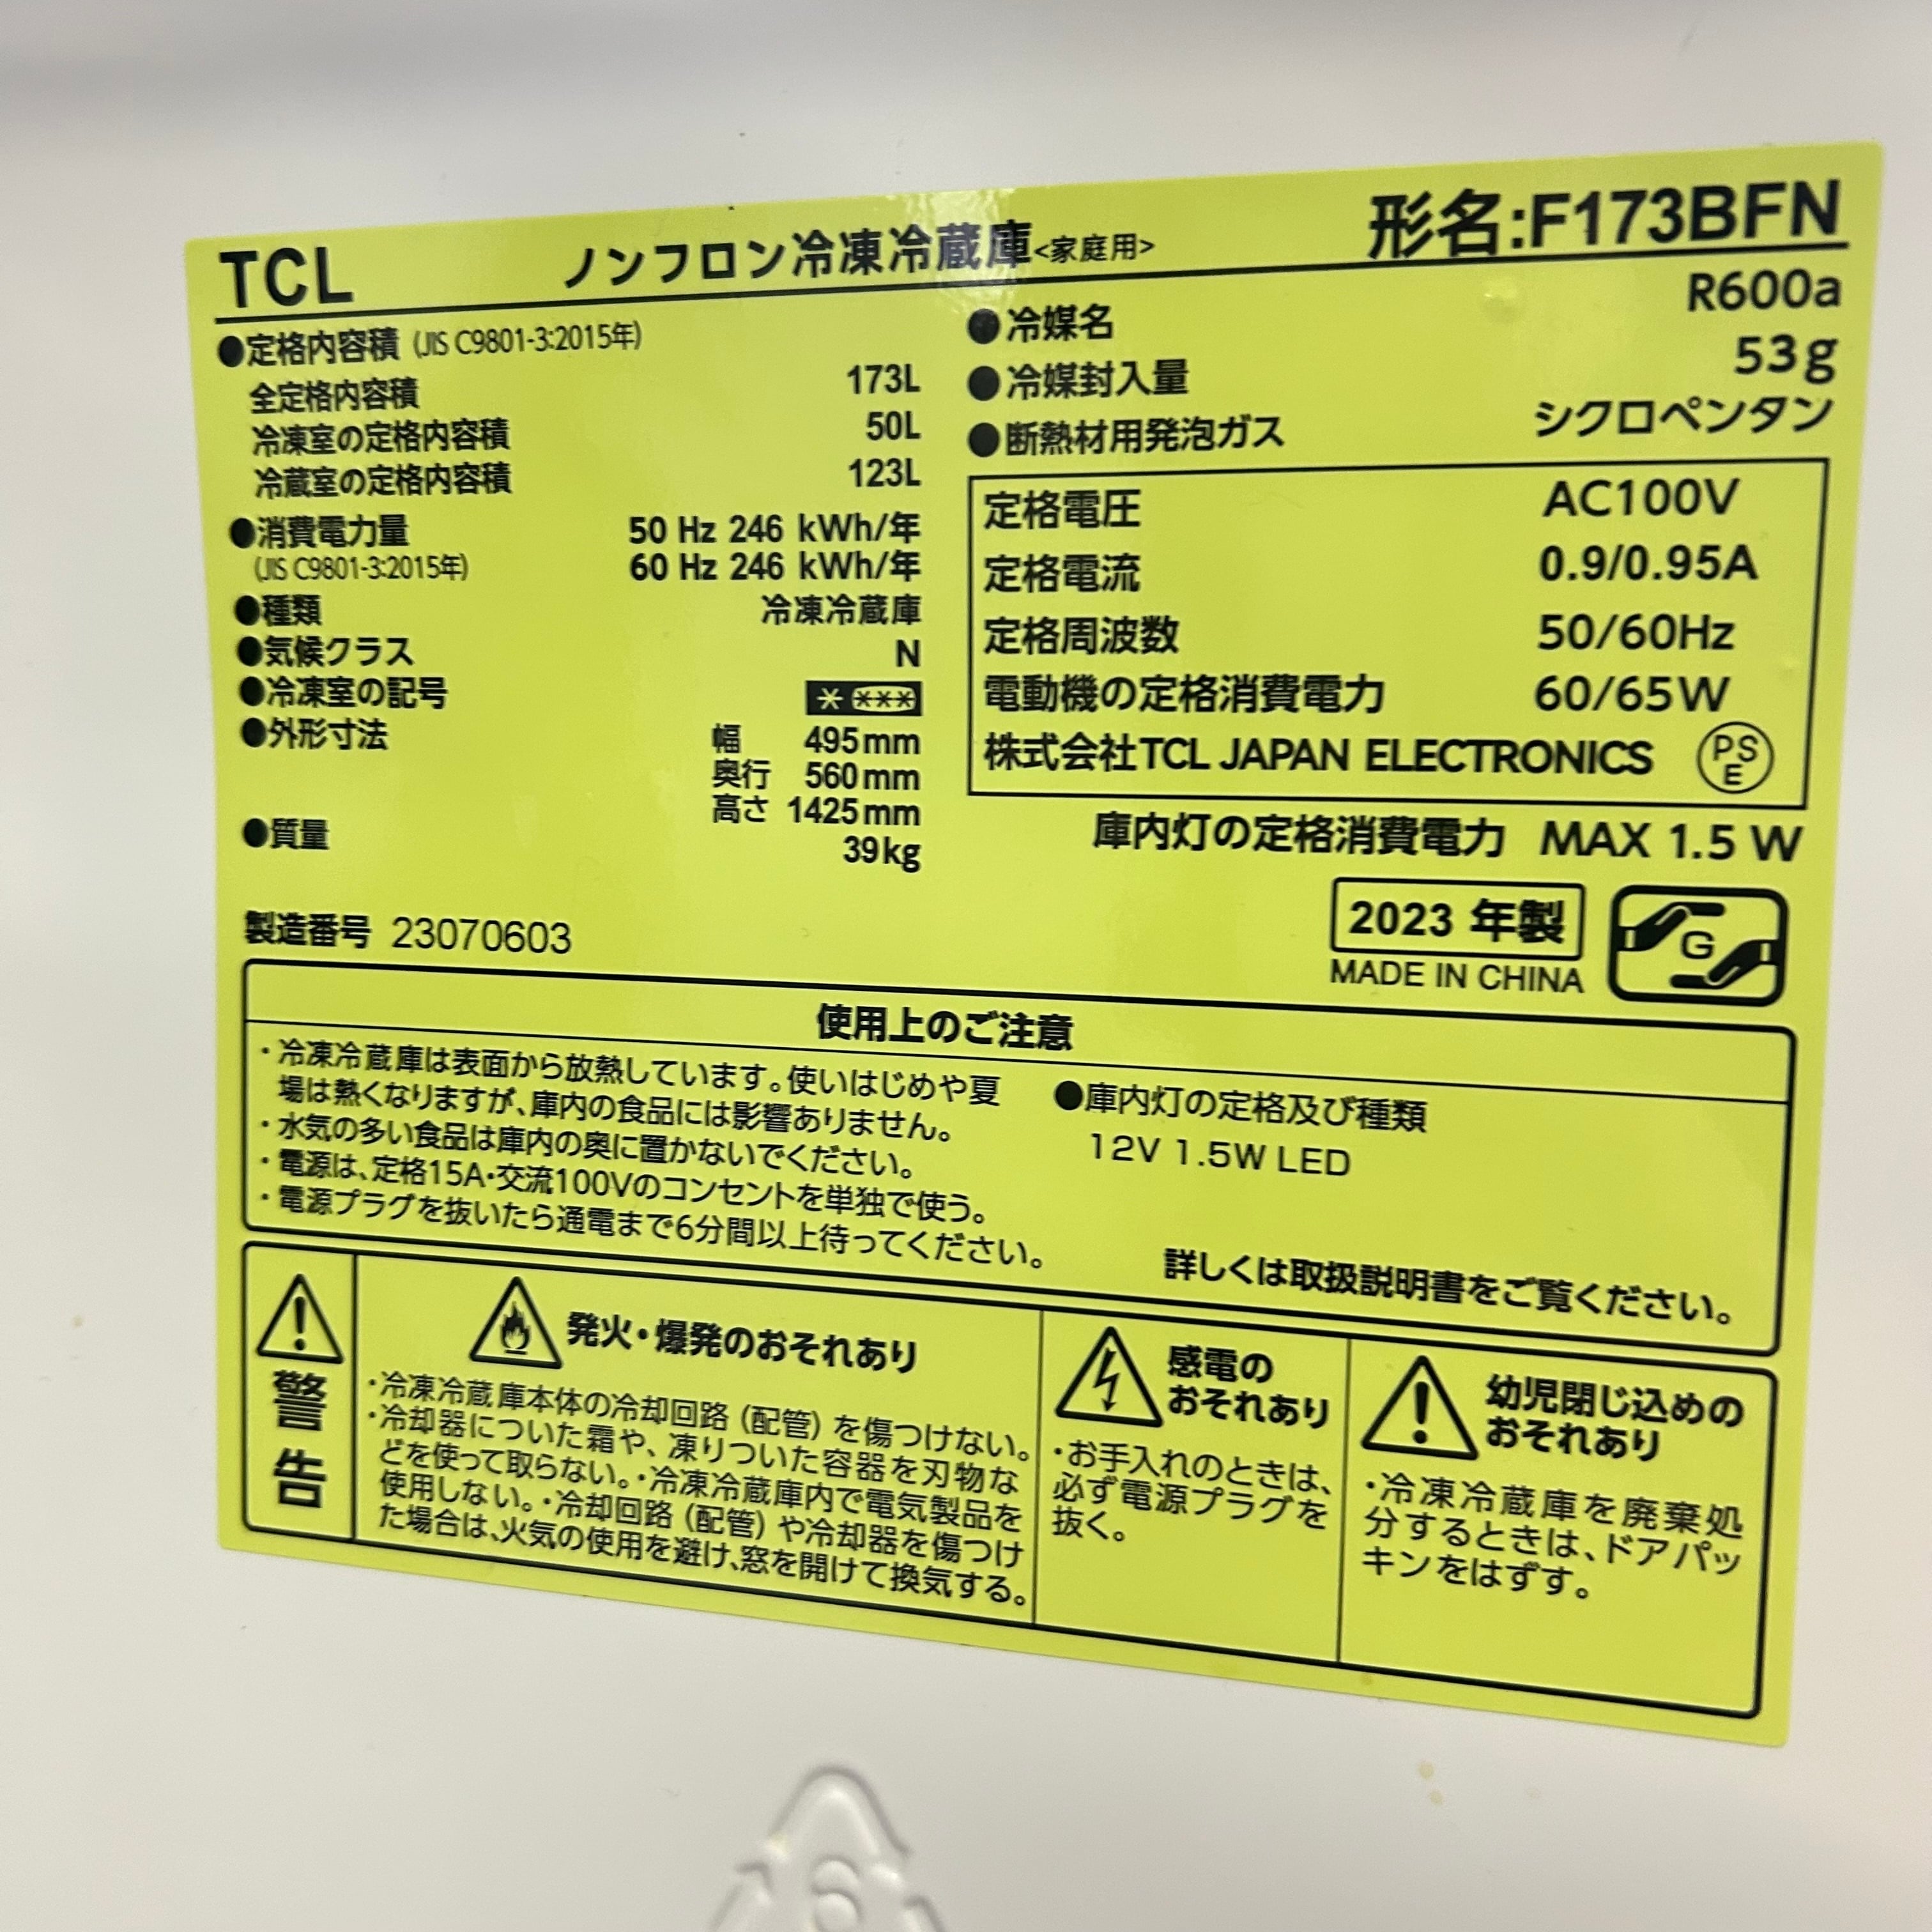 TCL ノンフロン冷凍冷蔵庫<家庭用> 形名:F173BFN
●定格内容積 (JIS C9801-3:2015年)
全定格内容積 173L
冷凍室の定格内容積 50L
冷蔵室の定格内容積 123L
●消費電力量 50 Hz 246 kWh/年
(JIS C9801-3:2015年) 60 Hz 246 kWh/年
●種類 冷凍冷蔵庫
●気候クラス N
●冷凍室の記号 * ***
●外形寸法 幅 495mm
奥行 560mm
高さ 1425mm
●質量 39kg
製造番号 23070603
●冷媒名 R600a
●冷媒封入量 53g
●断熱材用発泡ガス シクロペンタン
定格電圧 AC100V
定格電流 0.9/0.95A
定格周波数 50/60Hz
電動機の定格消費電力 60/65W
株式会社TCL JAPAN ELECTRONICS PSE
庫内灯の定格消費電力 MAX 1.5 W
2023 年製
MADE IN CHINA
G
使用上のご注意
・冷凍冷蔵庫は表面から放熱しています。使いはじめや夏
場は熱くなりますが、庫内の食品には影響ありません。
・水気の多い食品は庫内の奥に置かないでください。
・電源は、定格15A・交流100Vのコンセントを単独で使う。
・電源プラグを抜いたら通電まで6分間以上待ってください。
●庫内灯の定格及び種類
12V 1.5W LED
詳しくは取扱説明書をご覧ください。
警告
発火・爆発のおそれあり
・冷凍冷蔵庫本体の冷却回路（配管）を傷つけない。
・冷却器についた霜や、凍りついた容器を刃物な
どを使って取らない。・冷凍冷蔵庫内で電気製品を
使用しない。・冷却回路（配管）や冷却器を傷つけ
た場合は、火気の使用を避け、窓を開けて換気する。
感電の
おそれあり
・お手入れのときは、
必ず電源プラグを
抜く。
幼児閉じ込めの
おそれあり
・冷凍冷蔵庫を廃棄処
分するときは、ドアパッ
キンをはずす。
6